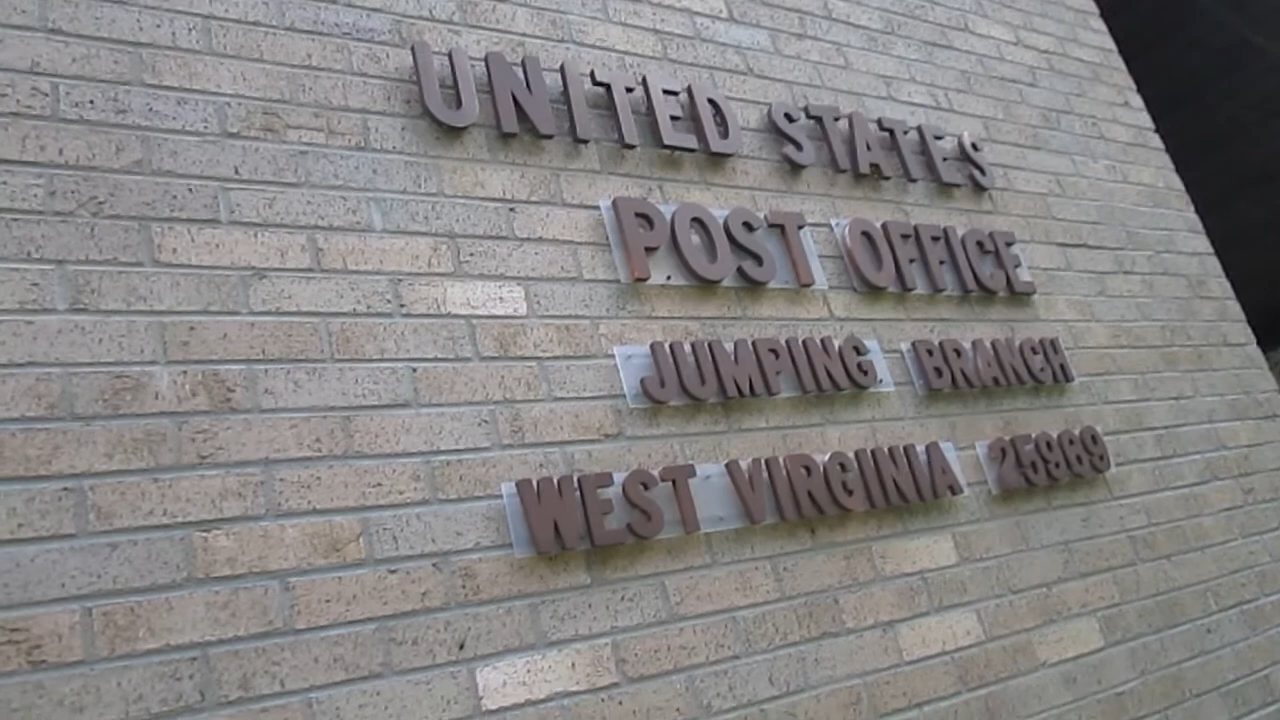 UNITED STATES
POST OFFICE
JUMPING BRANCH
WEST VIRGINIA 25969